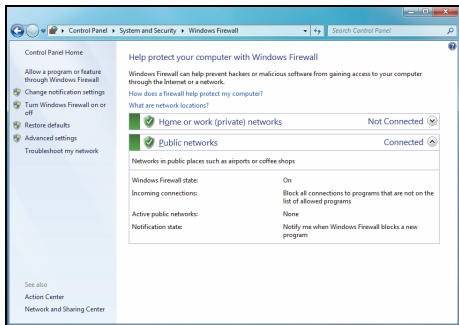 Control Panel ▸ System and Security ▸ Windows Firewall
Search Control Panel
Control Panel Home
Allow a program or feature
through Windows Firewall
Change notification settings
Turn Windows Firewall on or
off
Restore defaults
Advanced settings
Troubleshoot my network
See also
Action Center
Network and Sharing Center
Help protect your computer with Windows Firewall
Windows Firewall can help prevent hackers or malicious software from gaining access to your computer
through the Internet or a network.
How does a firewall help protect my computer?
What are network locations?
Home or work (private) networks Not Connected
Public networks Connected
Networks in public places such as airports or coffee shops
Windows Firewall state: On
Incoming connections: Block all connections to programs that are not on the
list of allowed programs
Active public networks: None
Notification state: Notify me when Windows Firewall blocks a new
program